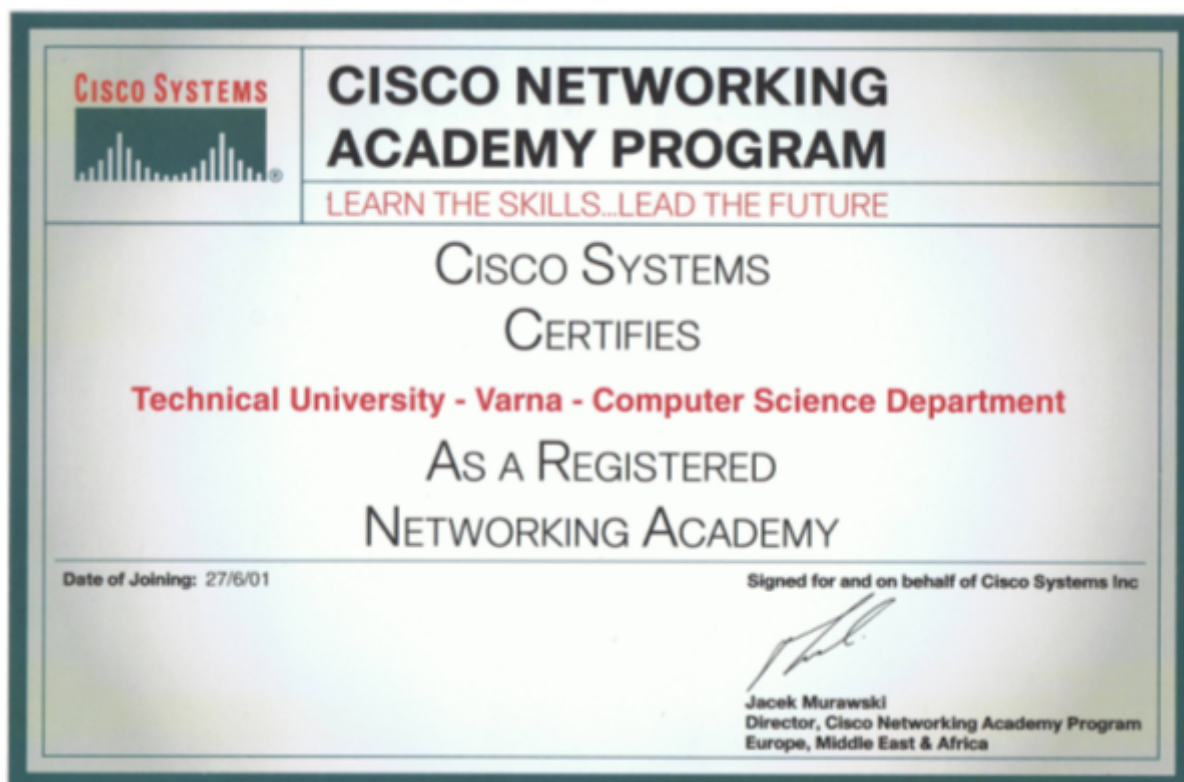 CISCO SYSTEMS
®
CISCO NETWORKING
ACADEMY PROGRAM
LEARN THE SKILLS...LEAD THE FUTURE
CISCO SYSTEMS
CERTIFIES
Technical University - Varna - Computer Science Department
AS A REGISTERED
NETWORKING ACADEMY
Date of Joining: 27/6/01
Signed for and on behalf of Cisco Systems Inc
Jacek Murawski
Director, Cisco Networking Academy Program
Europe, Middle East & Africa